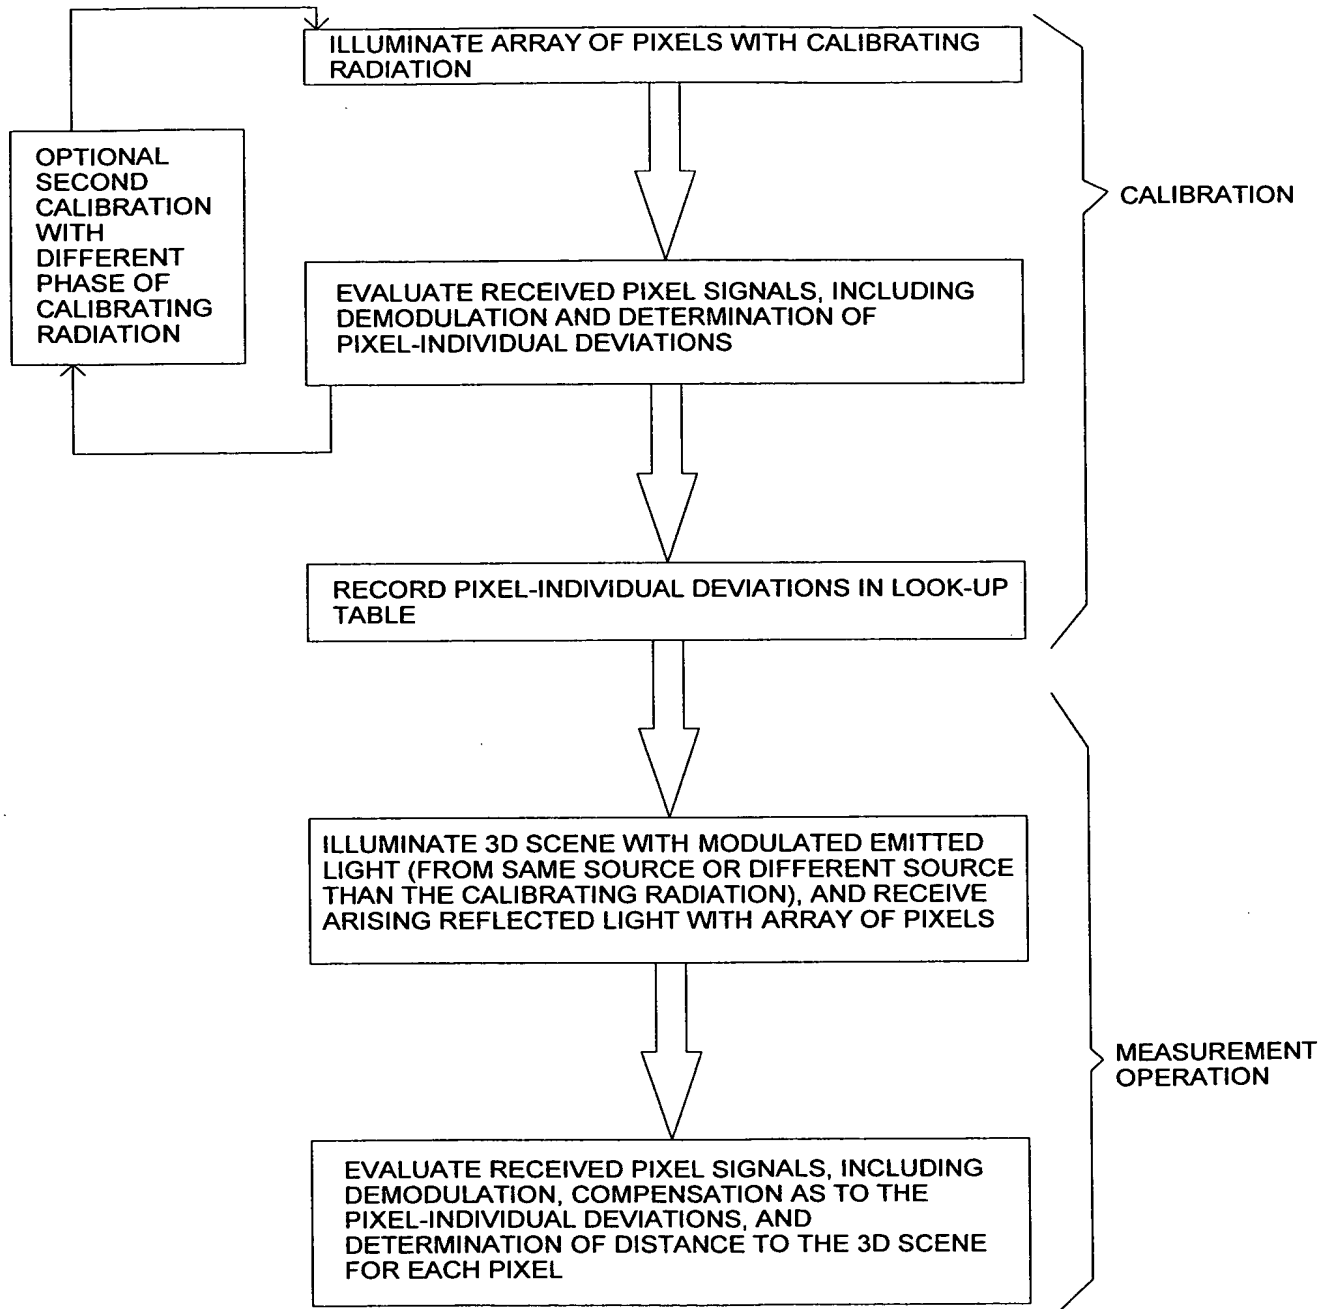 ILLUMINATE ARRAY OF PIXELS WITH CALIBRATING
RADIATION
OPTIONAL
SECOND
CALIBRATION
WITH
DIFFERENT
PHASE OF
CALIBRATING
RADIATION
CALIBRATION
EVALUATE RECEIVED PIXEL SIGNALS, INCLUDING
DEMODULATION AND DETERMINATION OF
PIXEL-INDIVIDUAL DEVIATIONS
RECORD PIXEL-INDIVIDUAL DEVIATIONS IN LOOK-UP
TABLE
ILLUMINATE 3D SCENE WITH MODULATED EMITTED
LIGHT (FROM SAME SOURCE OR DIFFERENT SOURCE
THAN THE CALIBRATING RADIATION), AND RECEIVE
ARISING REFLECTED LIGHT WITH ARRAY OF PIXELS
MEASUREMENT
OPERATION
EVALUATE RECEIVED PIXEL SIGNALS, INCLUDING
DEMODULATION, COMPENSATION AS TO THE
PIXEL-INDIVIDUAL DEVIATIONS, AND
DETERMINATION OF DISTANCE TO THE 3D SCENE
FOR EACH PIXEL